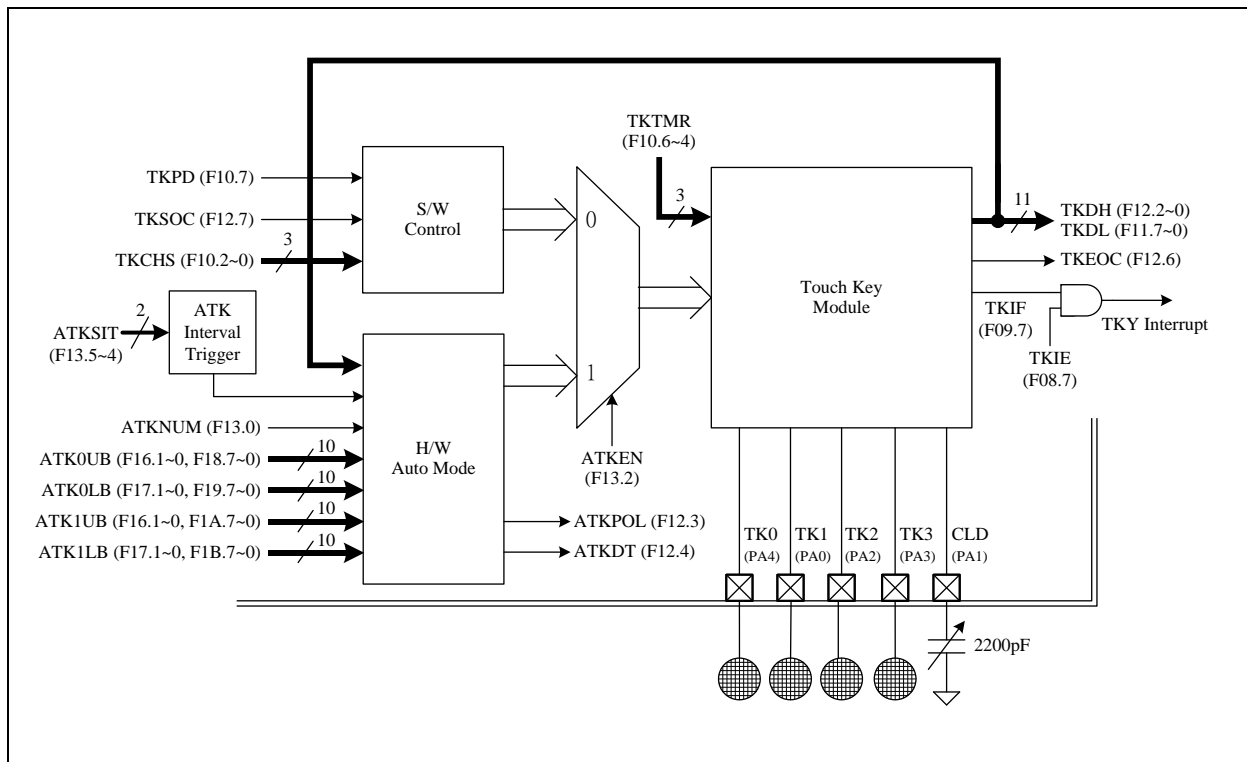 TKTMR
(F10.6~4)
3
TKPD (F10.7)
TKSOC (F12.7)
TKCHS (F10.2~0)
3
S/W
Control
0
11
TKDH (F12.2~0)
TKDL (F11.7~0)
TKEOC (F12.6)
Touch Key
Module
TKIF
(F09.7)
TKY Interrupt
TKIE
(F08.7)
ATKSIT
(F13.5~4)
2
ATK
Interval
Trigger
1
ATKNUM (F13.0)
ATK0UB (F16.1~0, F18.7~0)
10
ATK0LB (F17.1~0, F19.7~0)
10
ATK1UB (F16.1~0, F1A.7~0)
10
ATK1LB (F17.1~0, F1B.7~0)
10
H/W
Auto Mode
ATKEN
(F13.2)
ATKPOL (F12.3)
ATKDT (F12.4)
TK0 TK1 TK2 TK3 CLD
(PA4) (PA0) (PA2) (PA3) (PA1)
2200pF